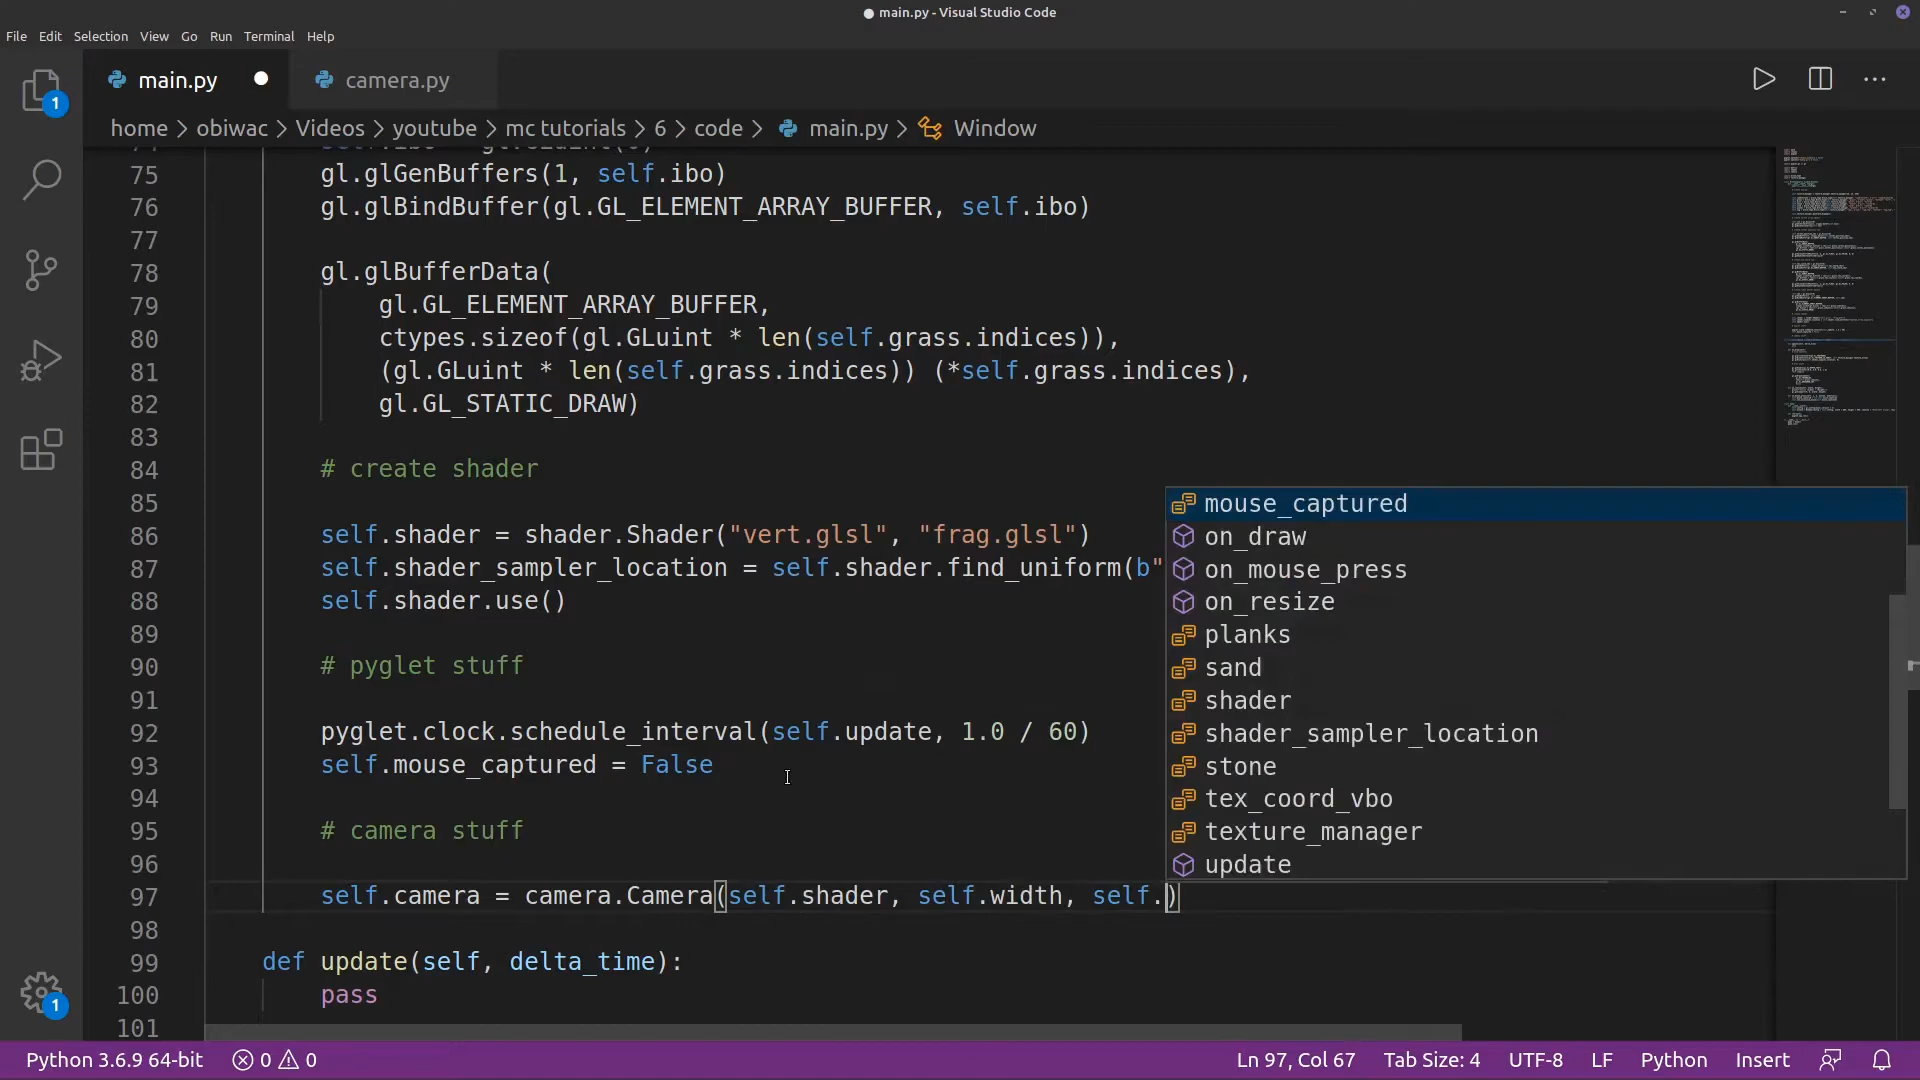 main.py - Visual Studio Code
File Edit Selection View Go Run Terminal Help
main.py camera.py
home > obiwac > Videos > youtube > mc tutorials > 6 > code > main.py > Window
1
75 gl.glGenBuffers(1, self.ibo)
76 gl.glBindBuffer(gl.GL_ELEMENT_ARRAY_BUFFER, self.ibo)
77
78 gl.glBufferData(
79 gl.GL_ELEMENT_ARRAY_BUFFER,
80 ctypes.sizeof(gl.GLuint * len(self.grass.indices)),
81 (gl.GLuint * len(self.grass.indices)) (*self.grass.indices),
82 gl.GL_STATIC_DRAW)
83
84 # create shader
85
86 self.shader = shader.Shader("vert.glsl", "frag.glsl")
87 self.shader_sampler_location = self.shader.find_uniform(b"
88 self.shader.use()
89
90 # pyglet stuff
91
92 pyglet.clock.schedule_interval(self.update, 1.0 / 60)
93 self.mouse_captured = False
94
95 # camera stuff
96
97 self.camera = camera.Camera(self.shader, self.width, self.)
98
99 def update(self, delta_time):
100 pass
101
mouse_captured
on_draw
on_mouse_press
on_resize
planks
sand
shader
shader_sampler_location
stone
tex_coord_vbo
texture_manager
update
1
Python 3.6.9 64-bit 0 0 Ln 97, Col 67 Tab Size: 4 UTF-8 LF Python Insert